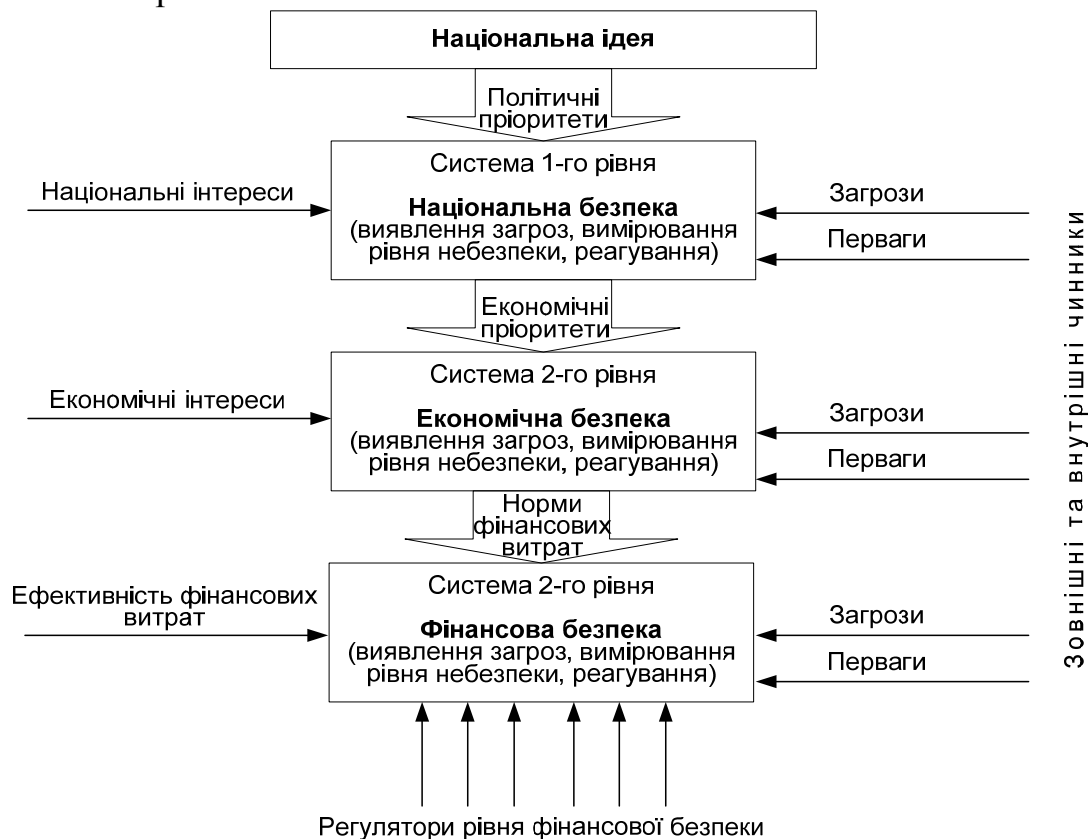 Національна ідея
Політичні
пріоритети
Система 1-го рівня
Національна безпека
(виявлення загроз, вимірювання
рівня небезпеки, реагування)
Національні інтереси
Загрози
Перваги
Економічні
пріоритети
Система 2-го рівня
Економічна безпека
(виявлення загроз, вимірювання
рівня небезпеки, реагування)
Економічні інтереси
Загрози
Перваги
Норми
фінансових
витрат
Система 2-го рівня
Фінансова безпека
(виявлення загроз, вимірювання
рівня небезпеки, реагування)
Ефективність фінансових
витрат
Загрози
Перваги
Зовнішні та внутрішні чинники
Регулятори рівня фінансової безпеки